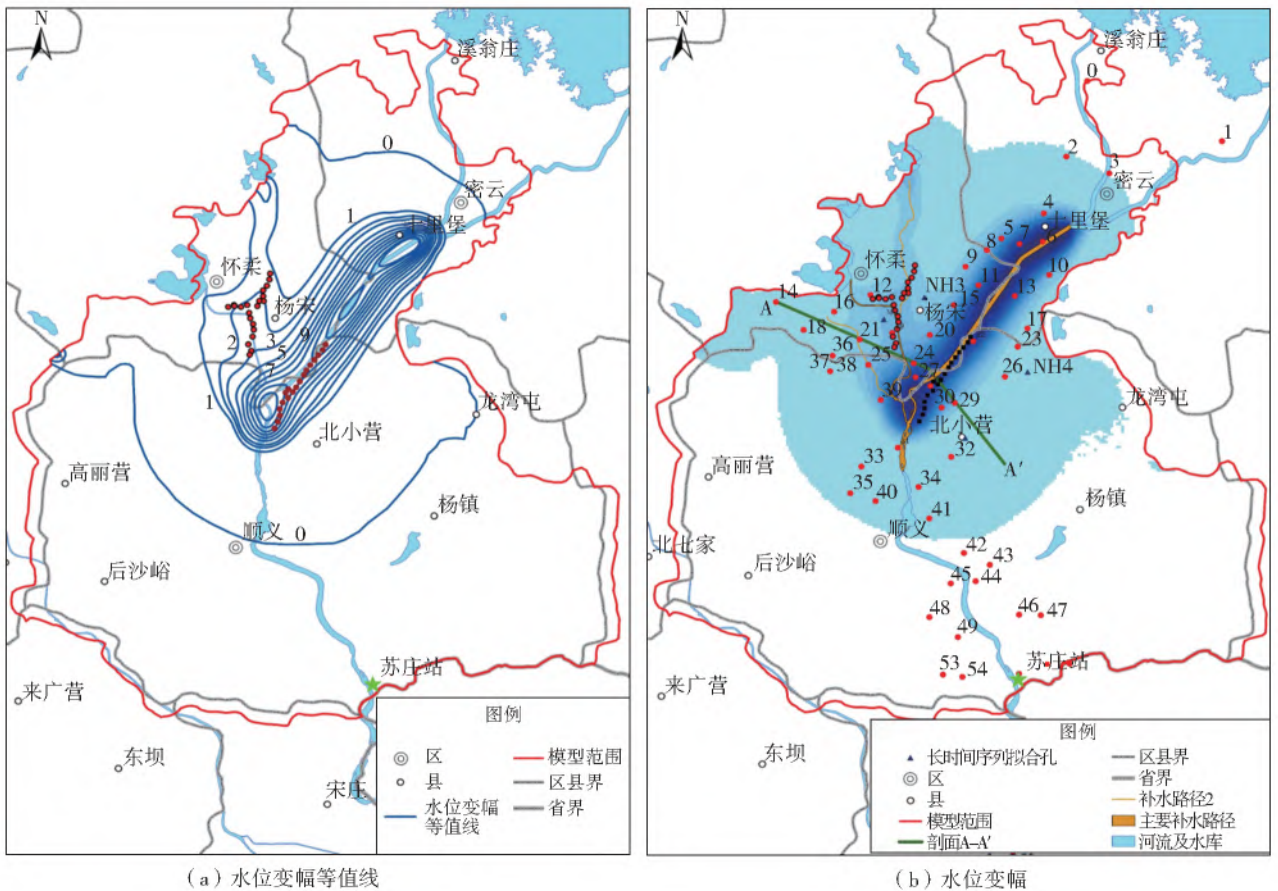 N
溪翁庄
0
密云
1
十里堡
怀柔
杨宋
9
2
3
5
7
1
龙湾屯
北小营
高丽营
杨镇
顺义
0
后沙峪
苏庄站
来广营
东坝
宋庄
图例
区
县
水位变幅
等值线
模型范围
区县界
省界
(a)水位变幅等值线
N
溪翁庄
0
1
2
3
密云
4
十里堡
5
7
8
9
10
怀柔
11
12
NH3
13
14
A
15
16
杨宋
17
18
20
21
23
36
24
25
26
NH4
37
38
27
39
30
29
龙湾屯
北小营
32
33
A′
高丽营
34
35
40
杨镇
41
顺义
42
北七家
43
后沙峪
45
44
48
46
47
49
53
54
苏庄站
来广营
东坝
图例
长时间序列拟合孔
区
县
模型范围
剖面A-A′
区县界
省界
补水路径2
主要补水路径
河流及水库
(b)水位变幅